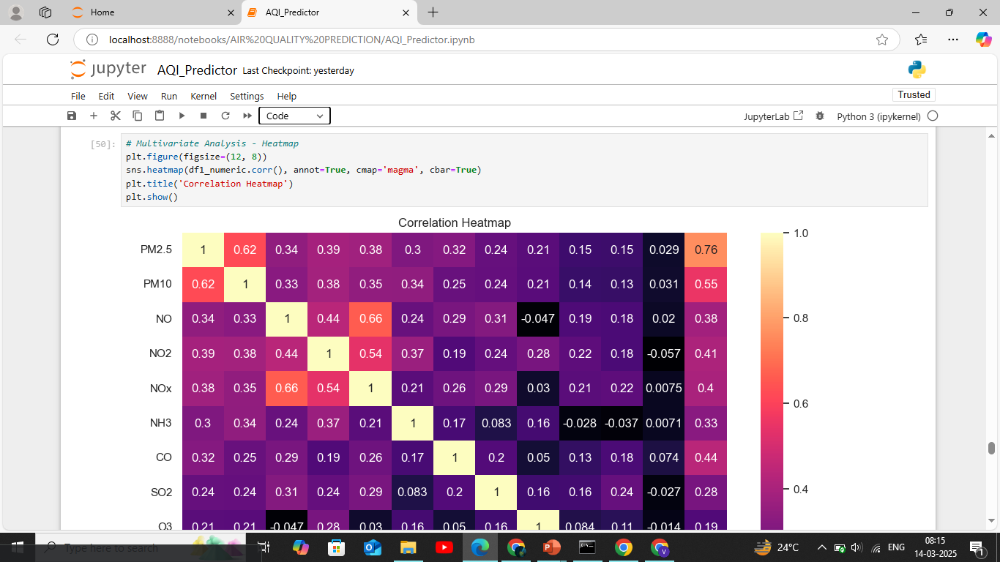 Home
AQI_Predictor
localhost:8888/notebooks/AIR%20QUALITY%20PREDICTION/AQI_Predictor.ipynb
jupyter AQI_Predictor Last Checkpoint: yesterday
File Edit View Run Kernel Settings Help
Trusted
Code
JupyterLab
Python 3 (ipykernel)
[50]:
# Multivariate Analysis - Heatmap
plt.figure(figsize=(12, 8))
sns.heatmap(df1_numeric.corr(), annot=True, cmap='magma', cbar=True)
plt.title('Correlation Heatmap')
plt.show()
Correlation Heatmap
PM2.5 1 0.62 0.34 0.39 0.38 0.3 0.32 0.24 0.21 0.15 0.15 0.029 0.76
PM10 0.62 1 0.33 0.38 0.35 0.34 0.25 0.24 0.21 0.14 0.13 0.031 0.55
NO 0.34 0.33 1 0.44 0.66 0.24 0.29 0.31 -0.047 0.19 0.18 0.02 0.38
NO2 0.39 0.38 0.44 1 0.54 0.37 0.19 0.24 0.28 0.22 0.18 -0.057 0.41
NOx 0.38 0.35 0.66 0.54 1 0.21 0.26 0.29 0.03 0.21 0.22 0.0075 0.4
NH3 0.3 0.34 0.24 0.37 0.21 1 0.17 0.083 0.16 -0.028 -0.037 0.0071 0.33
CO 0.32 0.25 0.29 0.19 0.26 0.17 1 0.2 0.05 0.13 0.18 0.074 0.44
SO2 0.24 0.24 0.31 0.24 0.29 0.083 0.2 1 0.16 0.16 0.24 -0.027 0.28
O3 0.21 0.21 -0.047 0.28 0.03 0.16 0.05 0.16 1 0.084 0.11 -0.014 0.19
1.0
0.8
0.6
0.4
Type here to search
24°C
ENG
08:15
14-03-2025
1